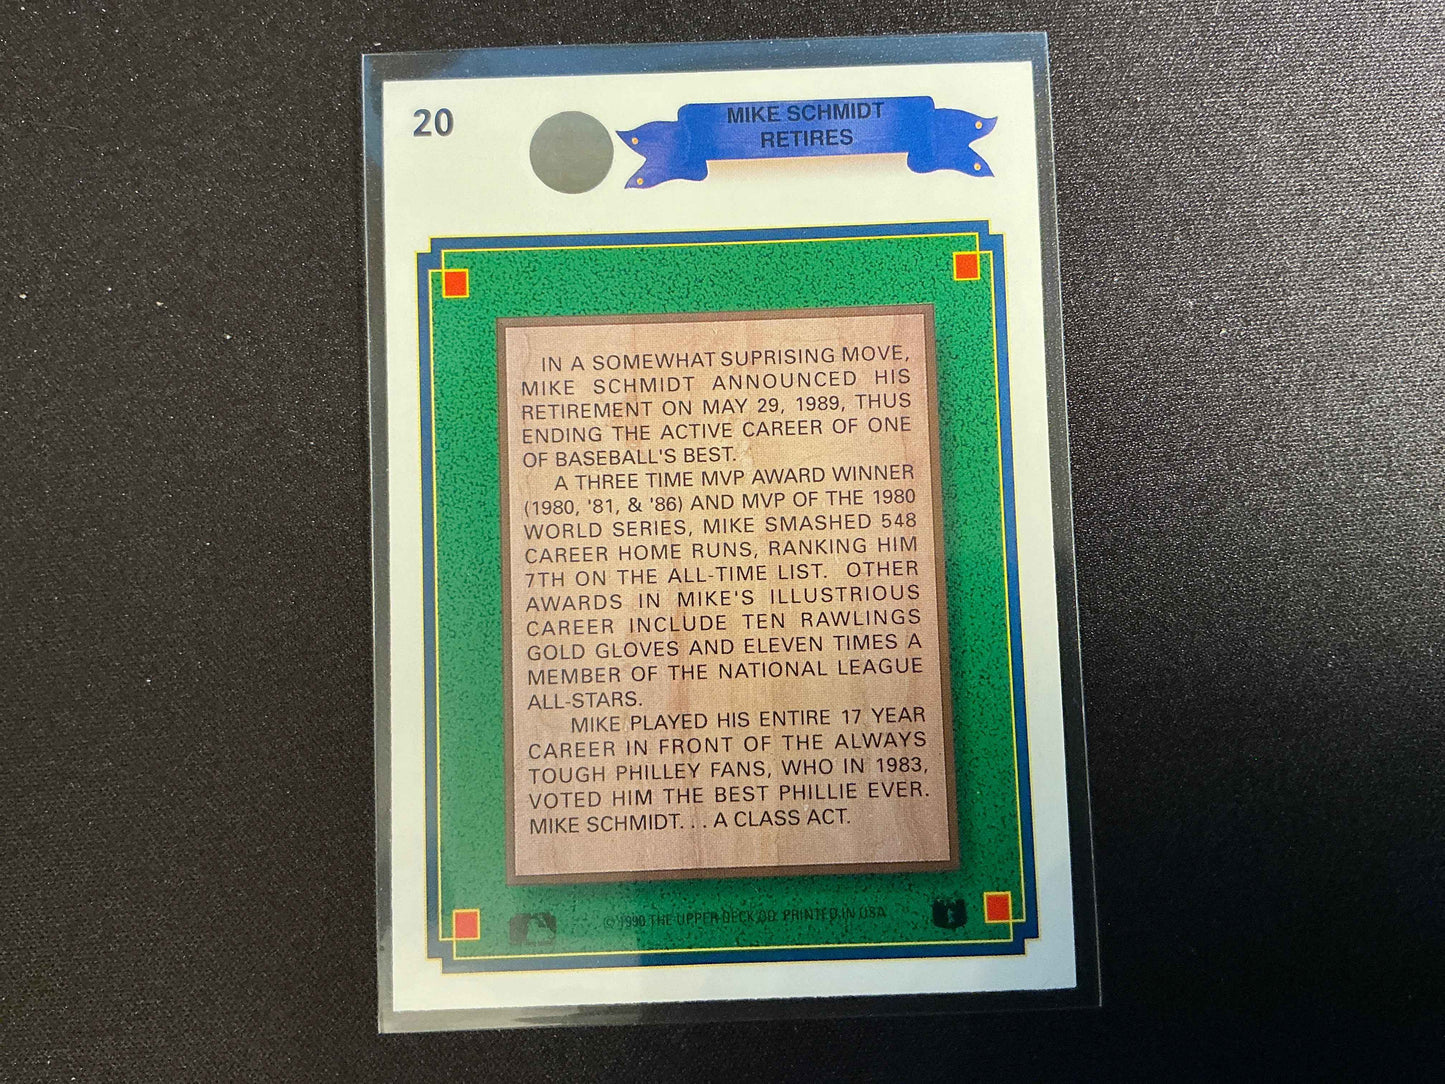 20
MIKE SCHMIDT
RETIRES
IN A SOMEWHAT SUPRISING MOVE,
MIKE SCHMIDT ANNOUNCED HIS
RETIREMENT ON MAY 29, 1989, THUS
ENDING THE ACTIVE CAREER OF ONE
OF BASEBALL'S BEST.
A THREE TIME MVP AWARD WINNER
(1980, '81, & '86) AND MVP OF THE 1980
WORLD SERIES, MIKE SMASHED 548
CAREER HOME RUNS, RANKING HIM
7TH ON THE ALL-TIME LIST. OTHER
AWARDS IN MIKE'S ILLUSTRIOUS
CAREER INCLUDE TEN RAWLINGS
GOLD GLOVES AND ELEVEN TIMES A
MEMBER OF THE NATIONAL LEAGUE
ALL-STARS.
MIKE PLAYED HIS ENTIRE 17 YEAR
CAREER IN FRONT OF THE ALWAYS
TOUGH PHILLEY FANS, WHO IN 1983,
VOTED HIM THE BEST PHILLIE EVER.
MIKE SCHMIDT. . . A CLASS ACT.
© 1990 THE UPPER DECK CO. PRINTED IN USA